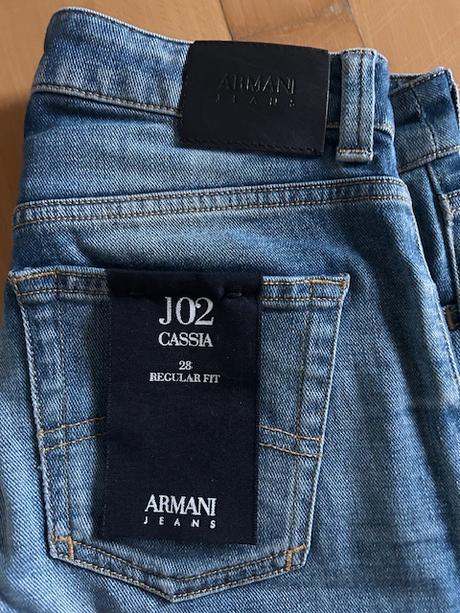 ARMANI
JEANS
J02
CASSIA
28
REGULAR FIT
ARMANI
JEANS